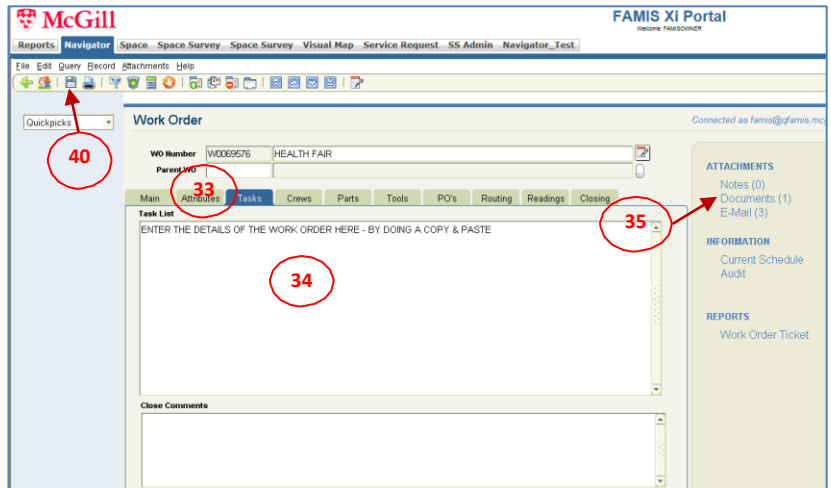 McGill
FAMIS Xi Portal
Welcome: FAMISOWNER
Reports Navigator Space Space Survey Space Survey Visual Map Service Request SS Admin Navigator_Test
File Edit Query Record Attachments Help
40
Quickpicks
Work Order
Connected as famis@qfamis.mc
WO Number W0069576 HEALTH FAIR
Parent WO
33
Main Attributes Tasks Crews Parts Tools PO's Routing Readings Closing
Task List
ENTER THE DETAILS OF THE WORK ORDER HERE - BY DOING A COPY & PASTE
34
35
Close Comments
ATTACHMENTS
Notes (0)
Documents (1)
E-Mail (3)
INFORMATION
Current Schedule
Audit
REPORTS
Work Order Ticket